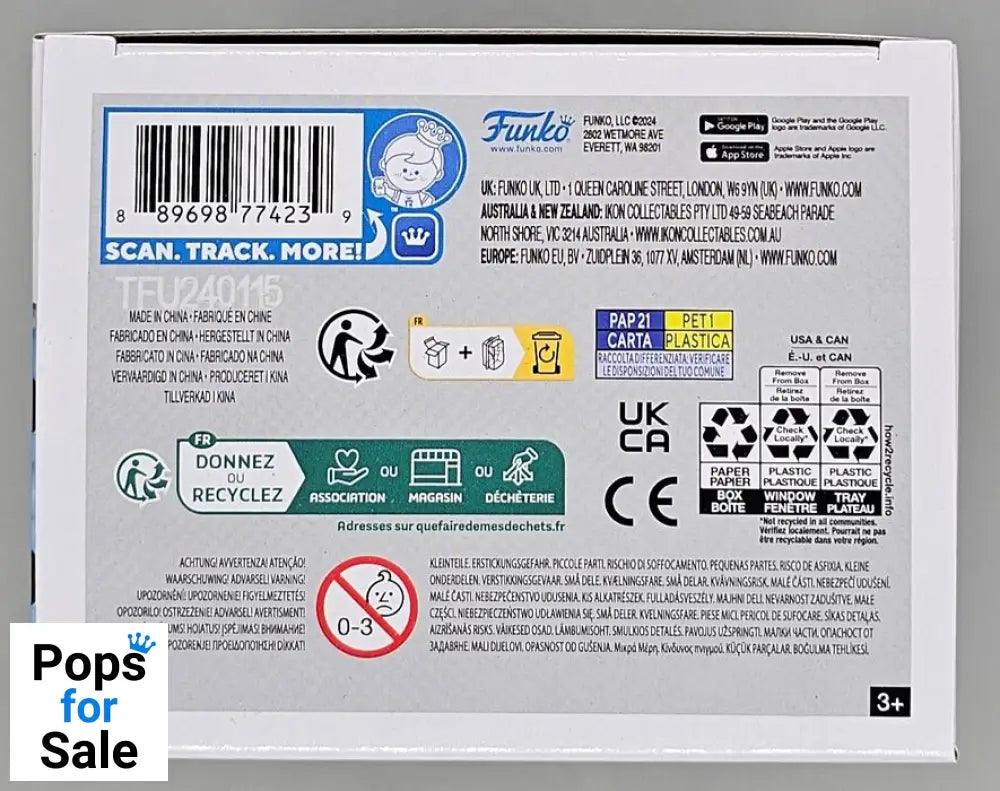 8 89698 77423 9
SCAN. TRACK. MORE!
Funko
www.funko.com
FUNKO, LLC ©2024
2802 WETMORE AVE
EVERETT, WA 98201
GET IT ON
Google Play
Google Play and the Google Play
logo are trademarks of Google LLC.
Download on the
App Store
Apple Store and Apple logo are
trademarks of Apple Inc
UK: FUNKO UK, LTD • 1 QUEEN CAROLINE STREET, LONDON, W6 9YN (UK) • WWW.FUNKO.COM
AUSTRALIA & NEW ZEALAND: IKON COLLECTABLES PTY LTD 49-59 SEABEACH PARADE
NORTH SHORE, VIC 3214 AUSTRALIA • WWW.IKONCOLLECTABLES.COM.AU
EUROPE: FUNKO EU, BV • ZUIDPLEIN 36, 1077 XV, AMSTERDAM (NL) • WWW.FUNKO.COM
TFU240115
MADE IN CHINA • FABRIQUÉ EN CHINE
FABRICADO EN CHINA • HERGESTELLT IN CHINA
FABBRICATO IN CINA • FABRICADO NA CHINA
VERVAARDIGD IN CHINA • PRODUCERET I KINA
TILLVERKAD I KINA
FR
+
PAP 21 PET 1
CARTA PLASTICA
RACCOLTA DIFFERENZIATA: VERIFICARE
LE DISPOSIZIONI DEL TUO COMUNE
USA & CAN
É.-U. et CAN
Remove
From Box
Retirez
de la boîte
Remove
From Box
Retirez
de la boîte
Check
Locally*
Check
Locally*
PAPER
PAPIER
BOX
BOÎTE
PLASTIC
PLASTIQUE
WINDOW
FENÊTRE
PLASTIC
PLASTIQUE
TRAY
PLATEAU
how2recycle.info
*Not recycled in all communities.
Vérifiez localement. Pourrait ne pas
être recyclable dans votre région.
UK
CA
CE
FR
DONNEZ
OU
RECYCLEZ
ASSOCIATION
OU
MAGASIN
OU
DÉCHÈTERIE
Adresses sur quefairedemesdechets.fr
ACHTUNG! AVVERTENZA! ATENÇÃO!
WAARSCHUWING! ADVARSEL! VARNING!
UPOZORNĚNÍ! UPOZORNENIE! FIGYELMEZTETÉS!
OPOZORILO! OSTRZEŻENIE! ADVARSEL! AVERTISMENT!
UMS! HOIATUS! ĮSPĖJIMAS! ВНИМАНИЕ!
POZORENJE! ΠΡΟΕΙΔΟΠΟΙΗΣΗ! DİKKAT!
0-3
KLEINTEILE. ERSTICKUNGSGEFAHR. PICCOLE PARTI. RISCHIO DI SOFFOCAMENTO. PEQUENAS PARTES. RISCO DE ASFIXIA. KLEINE
ONDERDELEN. VERSTIKKINGSGEVAAR. SMÅ DELE. KVÆLNINGSFARE. SMÅ DELAR. KVÄVNINGSRISK. MALÉ ČÁSTI. NEBEZPEČÍ UDUŠENÍ.
MALÉ ČASTI. NEBEZPEČENSTVO UDUSENIA. KIS ALKATRÉSZEK. FULLADÁSVESZÉLY. MAJHNI DELI. NEVARNOST ZADUŠITVE. MAŁE
CZĘŚCI. NIEBEZPIECZEŃSTWO UDŁAWIENIA SIĘ. SMÅ DELER. KVELNINGSFARE. PIESE MICI. PERICOL DE SUFOCARE. SĪKAS DETAĻAS.
AIZRĪŠANĀS RISKS. VÄIKESED OSAD. LÄMBUMISOHT. SMULKIOS DETALĖS. PAVOJUS UŽSPRINGTI. МАЛКИ ЧАСТИ. ОПАСНОСТ ОТ
ЗАДАВЯНЕ. MALI DIJELOVI. OPASNOST OD GUŠENJA. Μικρά Μέρη. Κίνδυνος πνιγμού. KÜÇÜK PARÇALAR. BOĞULMA TEHLİKESİ.
3+
Pops
for
Sale